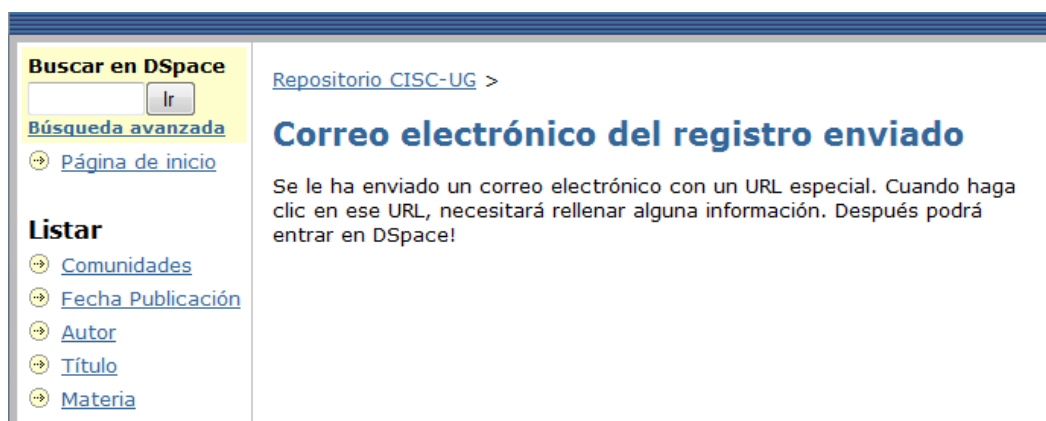 Buscar en DSpace
Ir
Búsqueda avanzada
Página de inicio
Listar
Comunidades
Fecha Publicación
Autor
Título
Materia
Repositorio CISC-UG >
Correo electrónico del registro enviado
Se le ha enviado un correo electrónico con un URL especial. Cuando haga
clic en ese URL, necesitará rellenar alguna información. Después podrá
entrar en DSpace!